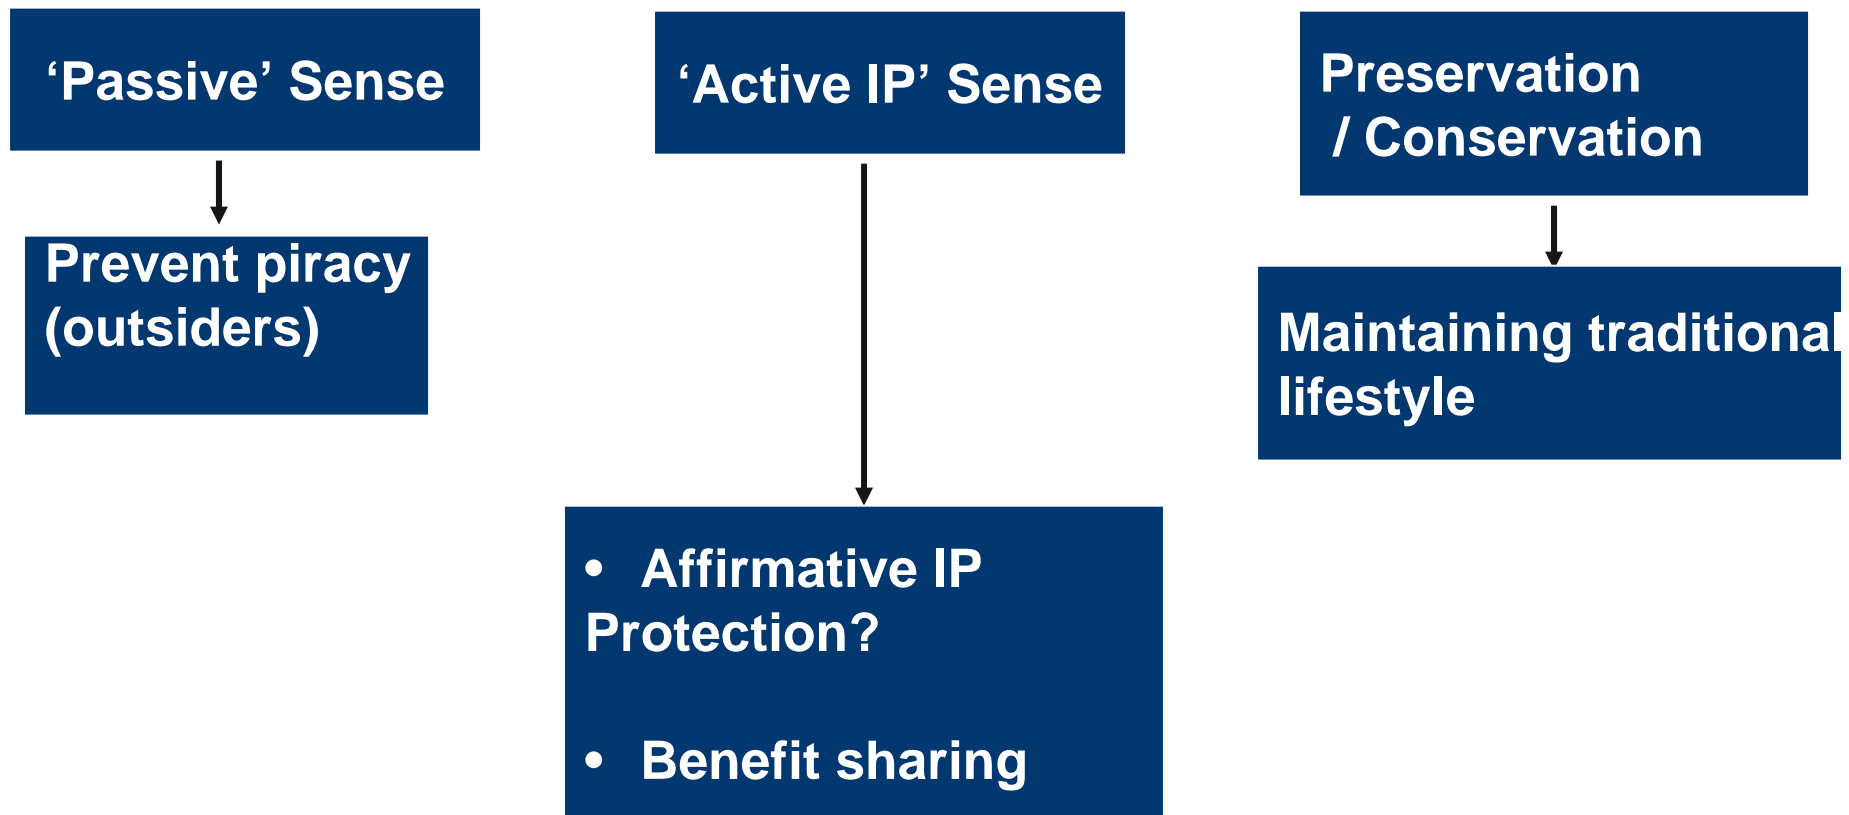 ‘Passive’ Sense
Prevent piracy
(outsiders)
‘Active IP’ Sense
• Affirmative IP
Protection?
• Benefit sharing
Preservation
/ Conservation
Maintaining traditional
lifestyle